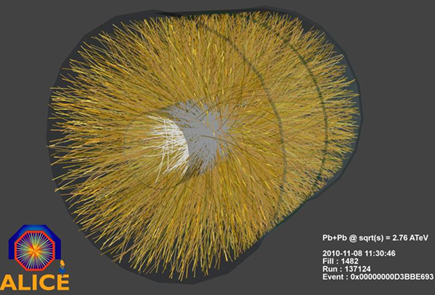 Pb+Pb @ sqrt(s) = 2.76 ATeV
2010-11-08 11:30:46
Fill : 1482
Run : 137124
Event : 0x00000000D3BBE693
ALICE